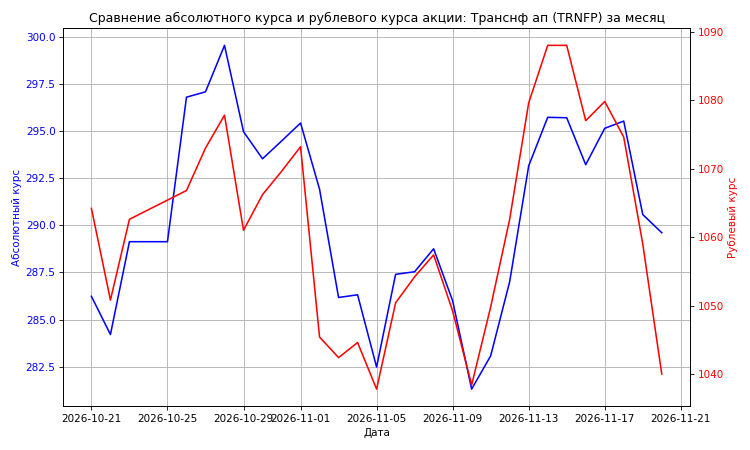 Сравнение абсолютного курса и рублевого курса акции: Транснф ап (TRNFP) за месяц
300.0
297.5
295.0
292.5
290.0
287.5
285.0
282.5
Абсолютный курс
1090
1080
1070
1060
1050
1040
Рублевый курс
2026-10-21 2026-10-25 2026-10-29 2026-11-01 2026-11-05 2026-11-09 2026-11-13 2026-11-17 2026-11-21
Дата